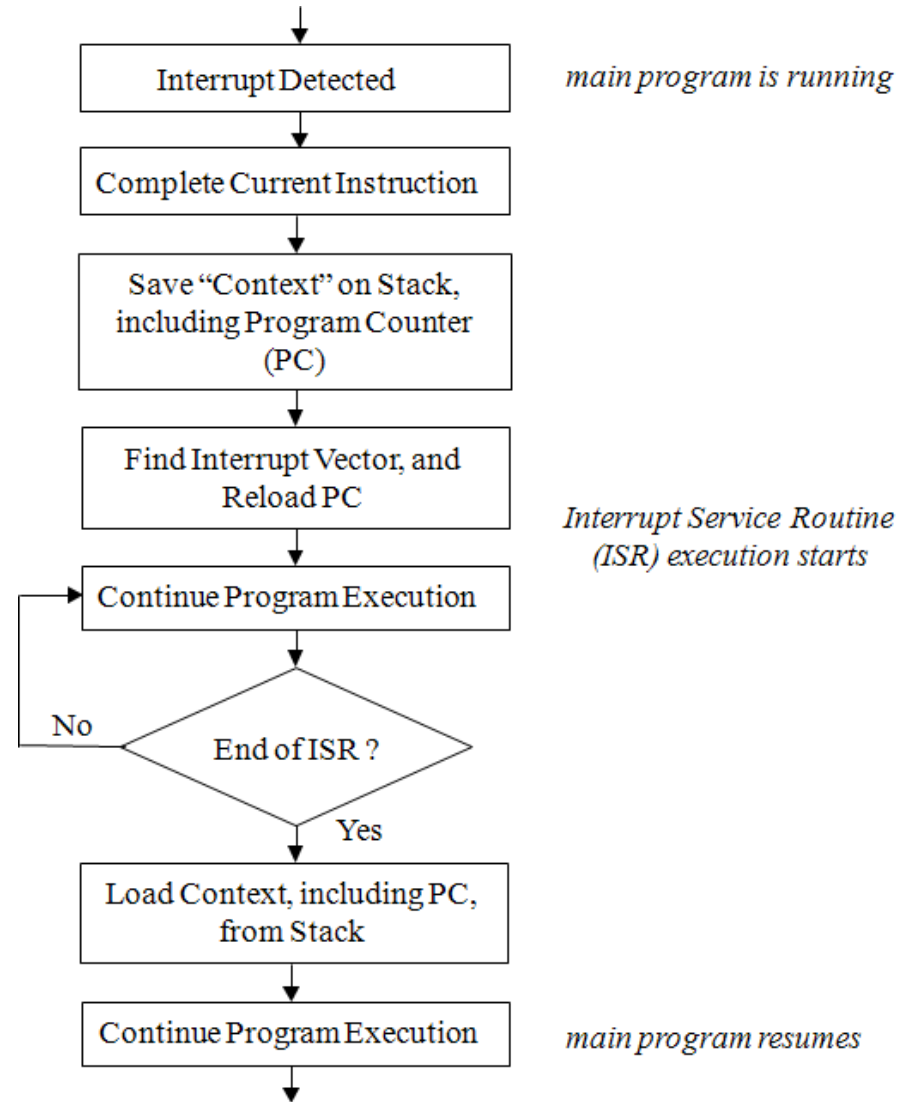 Interrupt Detected
main program is running
Complete Current Instruction
Save “Context” on Stack,
including Program Counter
(PC)
Find Interrupt Vector, and
Reload PC
Interrupt Service Routine
(ISR) execution starts
Continue Program Execution
No
End of ISR ?
Yes
Load Context, including PC,
from Stack
Continue Program Execution
main program resumes